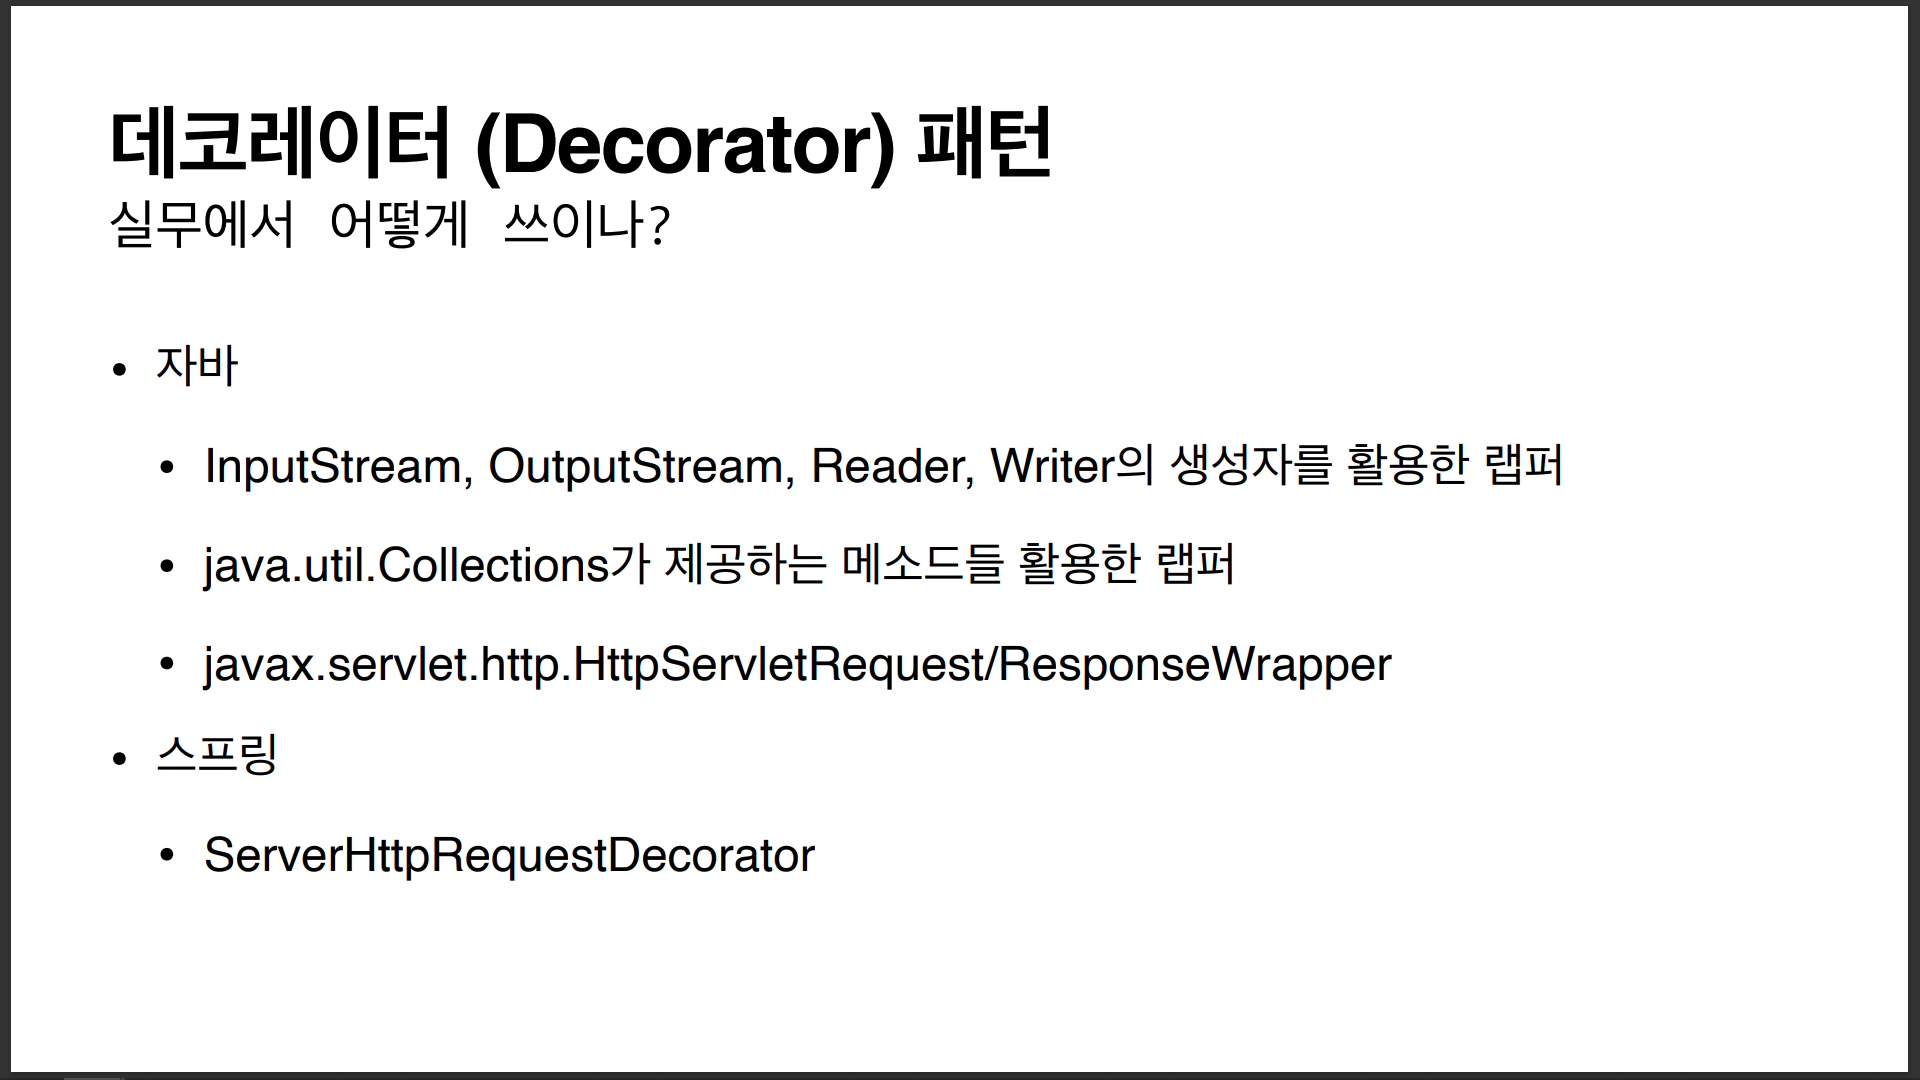 데코레이터 (Decorator) 패턴
실무에서 어떻게 쓰이나?
• 자바
• InputStream, OutputStream, Reader, Writer의 생성자를 활용한 랩퍼
• java.util.Collections가 제공하는 메소드들 활용한 랩퍼
• javax.servlet.http.HttpServletRequest/ResponseWrapper
• 스프링
• ServerHttpRequestDecorator